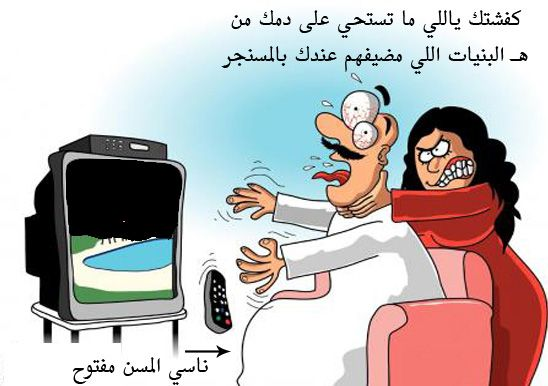 كفشتك ياللي ما تستحي على دمك من
هـ البنيات اللي مضيفهم عندك بالمسنجر
ناسي المسن مفتوح